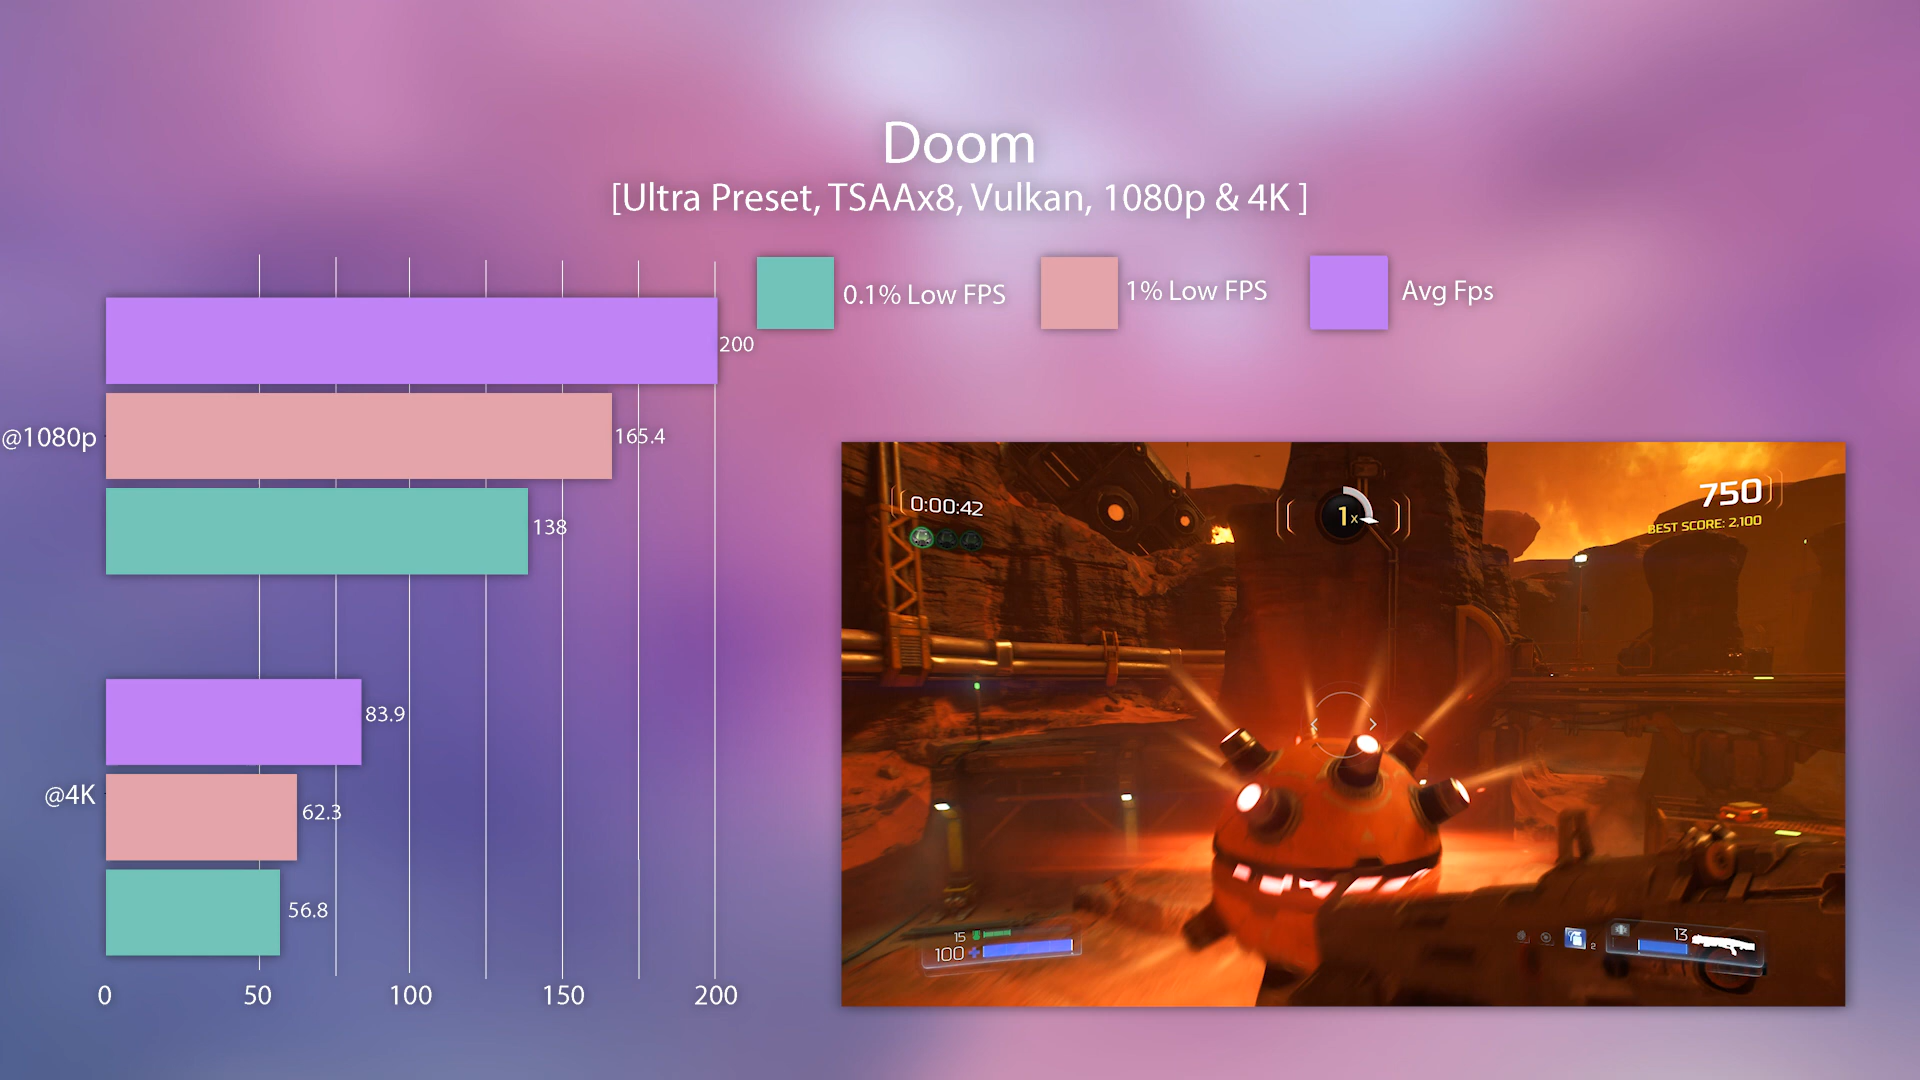 Doom
[Ultra Preset, TSAAx8, Vulkan, 1080p & 4K ]
0.1% Low FPS
1% Low FPS
Avg Fps
200
@1080p
165.4
138
83.9
@4K
62.3
56.8
0
50
100
150
200
0:00:42
1x
750
BEST SCORE: 2,100
15
100
2
13